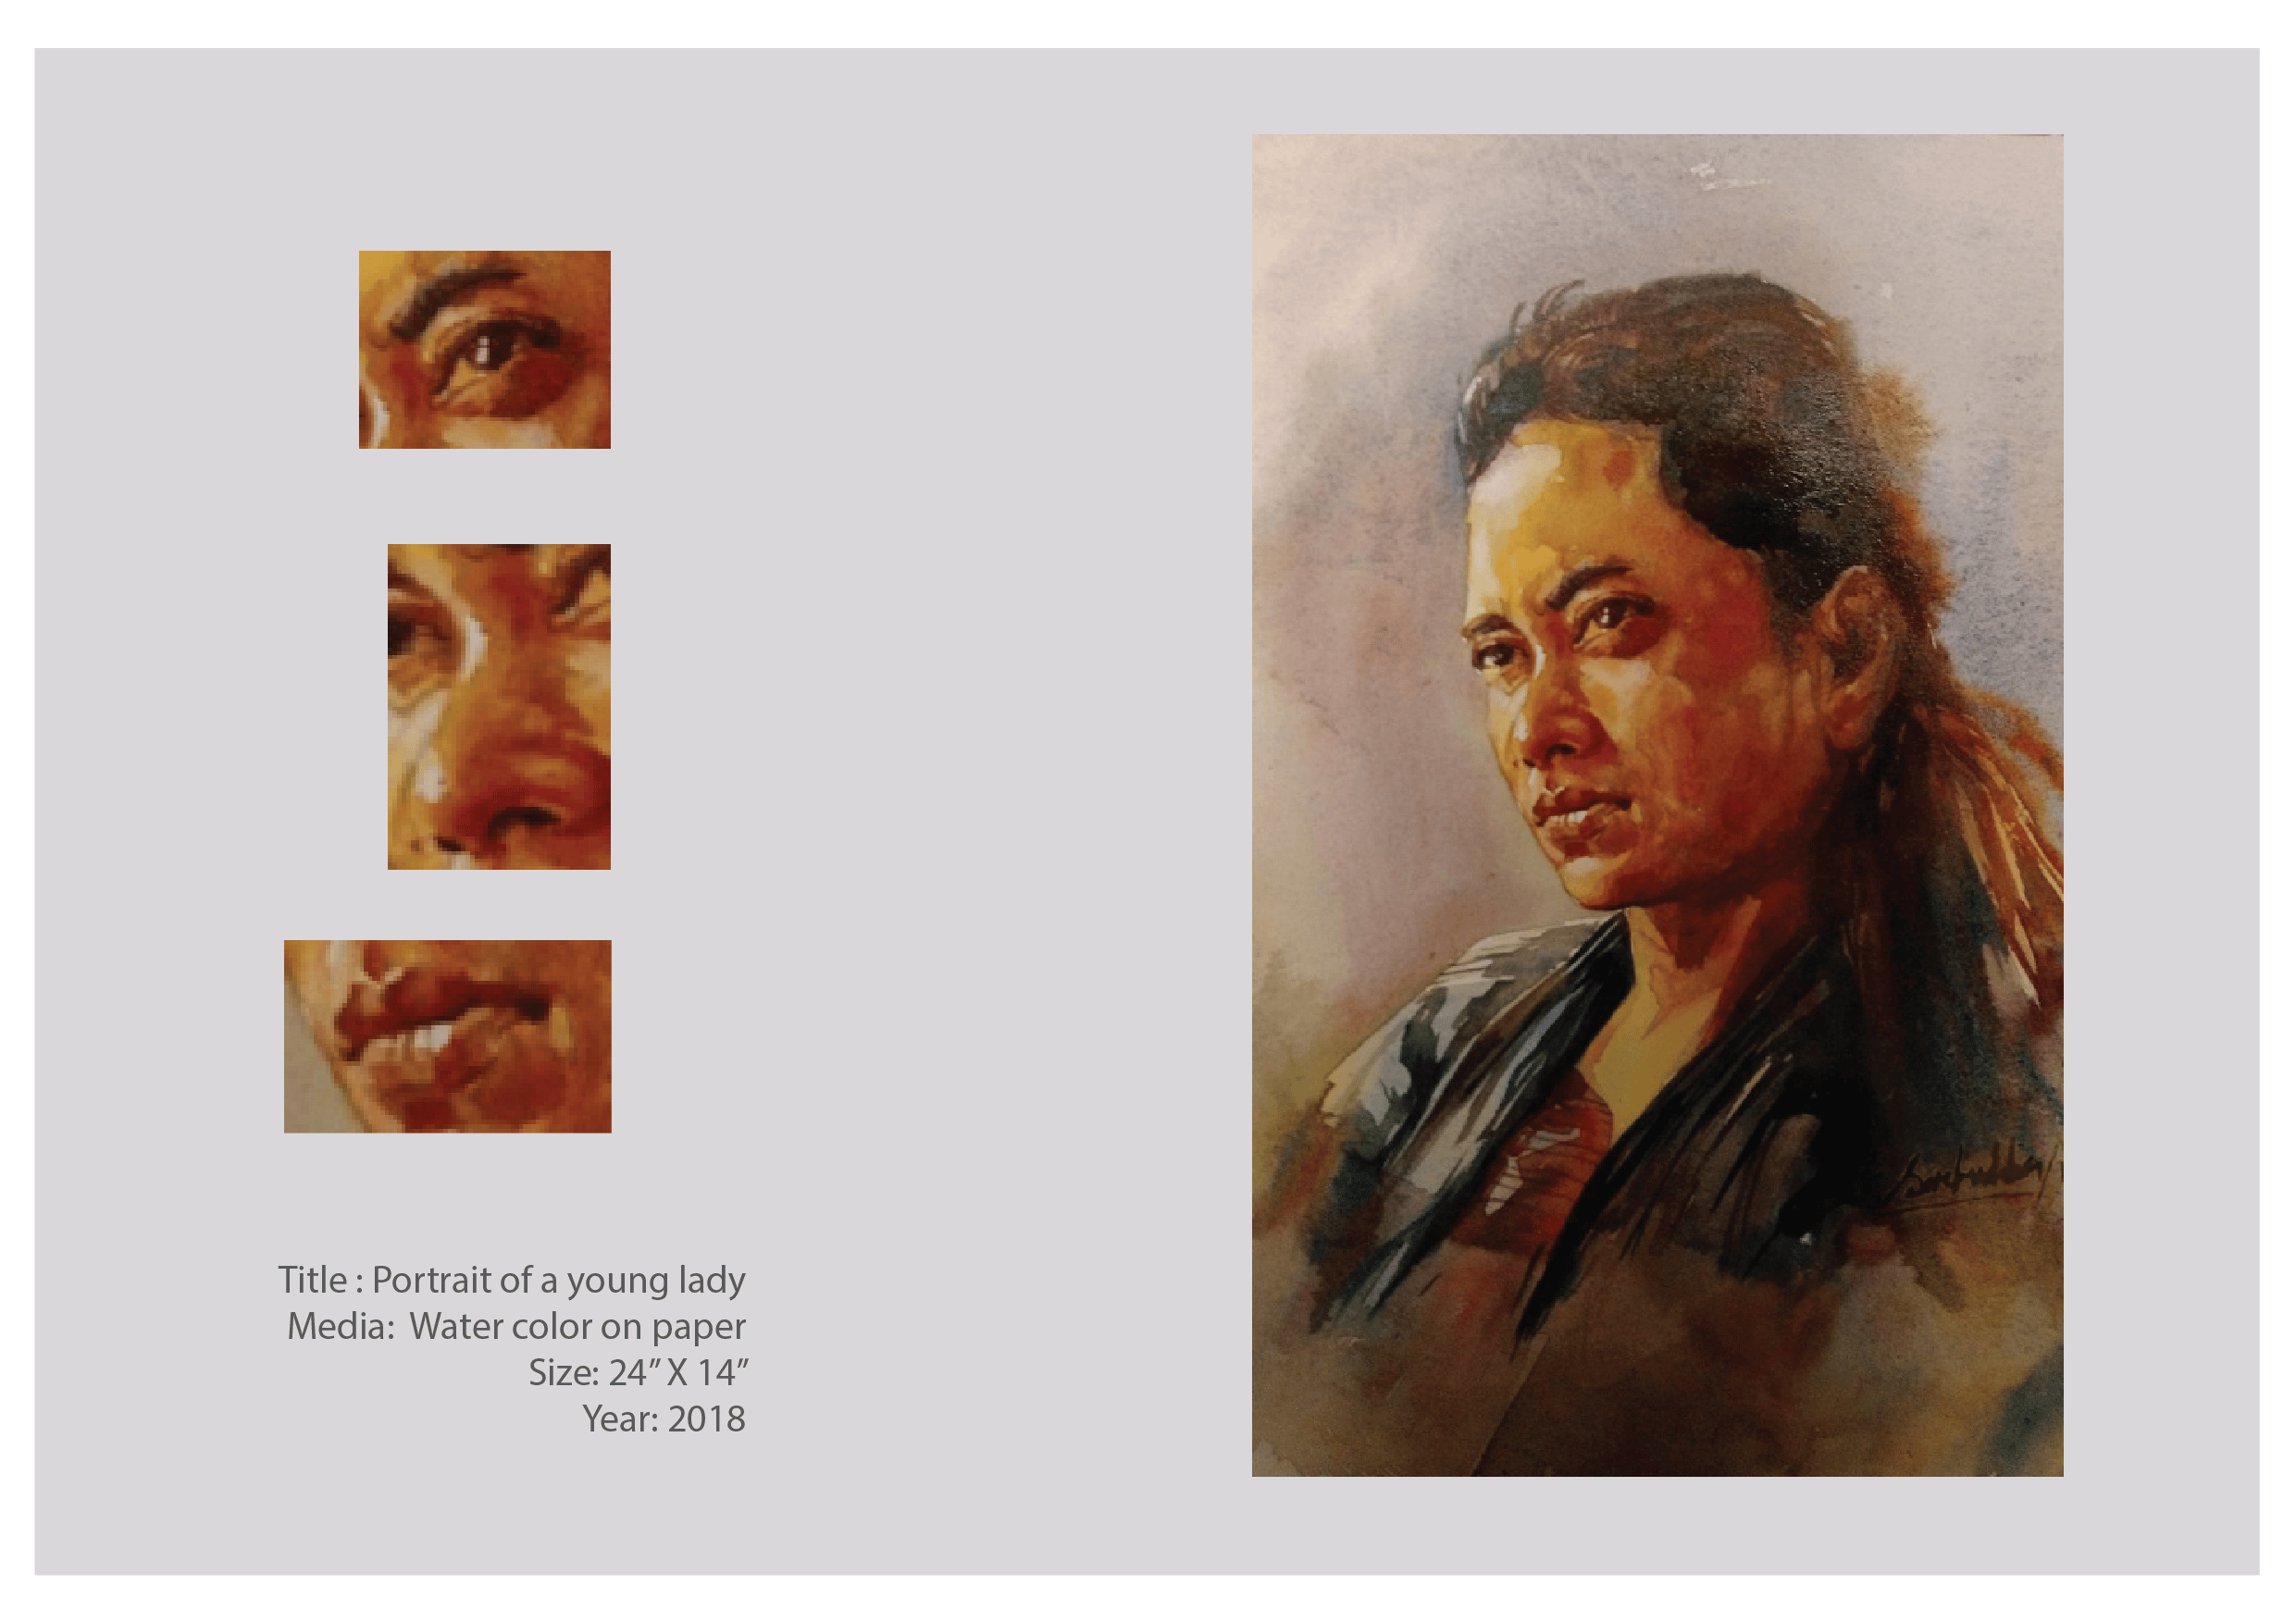 Title : Portrait of a young lady
Media: Water color on paper
Size: 24” X 14”
Year: 2018